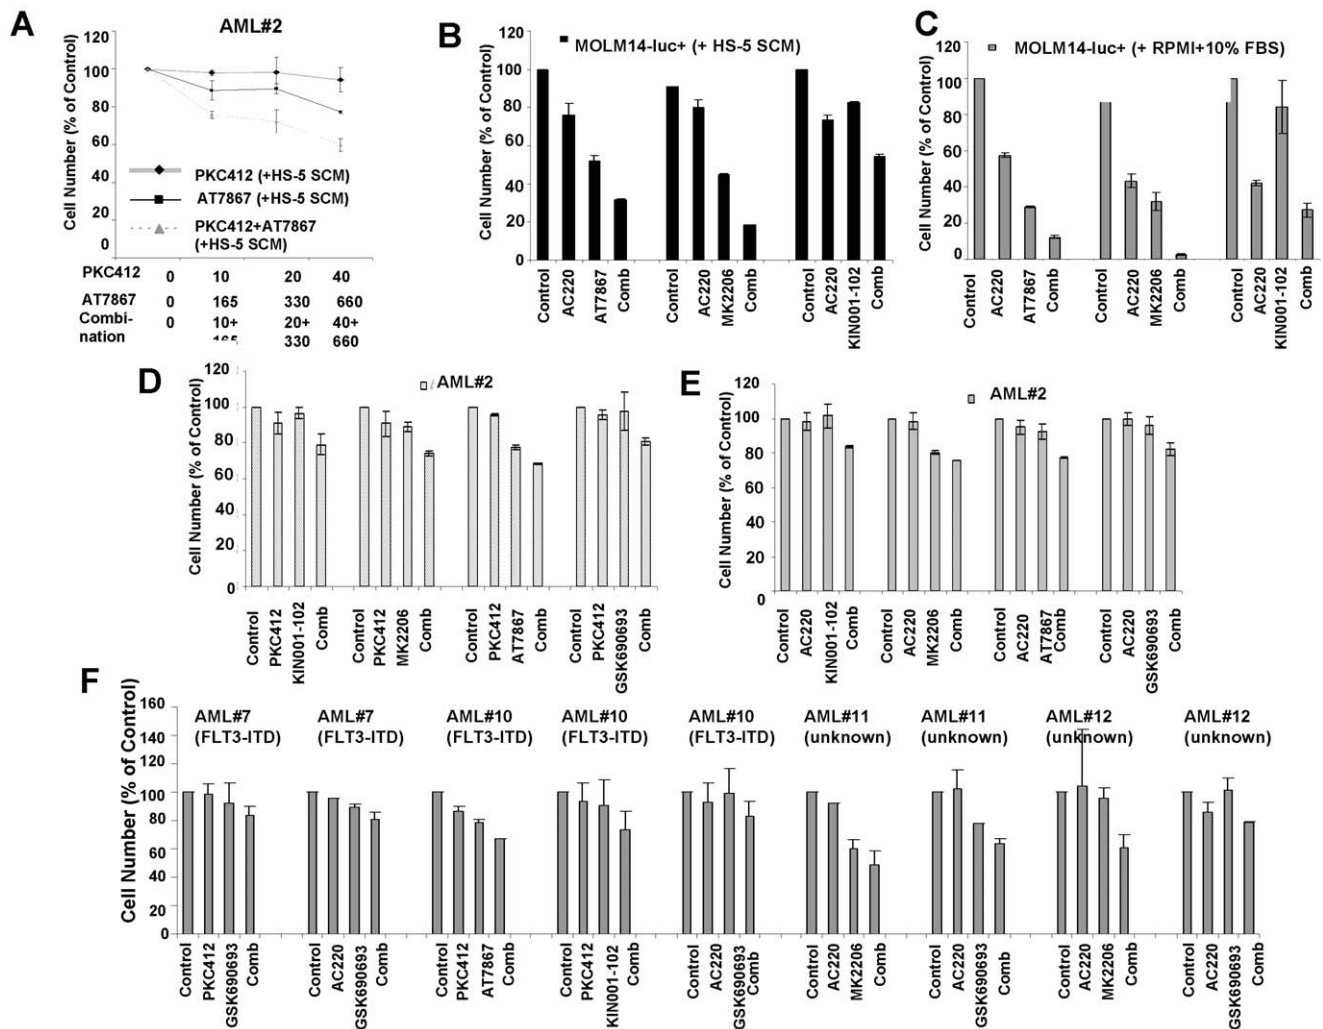 A
AML#2
Cell Number (% of Control)
120
100
80
60
40
20
0
PKC412 (+HS-5 SCM)
AT7867 (+HS-5 SCM)
PKC412+AT7867
(+HS-5 SCM)
PKC412 0 10 20 40
AT7867 0 165 330 660
Combi- 0 10+ 20+ 40+
nation 330 660
B
MOLM14-luc+ (+ HS-5 SCM)
Cell Number (% of Control)
120
100
80
60
40
20
0
Control AC220 AT7867 Comb
Control AC220 MK2206 Comb
Control AC220 KIN001-102 Comb
C
MOLM14-luc+ (+ RPMI+10% FBS)
Cell Number (% of Control)
120
100
80
60
40
20
0
Control AC220 AT7867 Comb
Control AC220 MK2206 Comb
Control AC220 KIN001-102 Comb
D
AML#2
Cell Number (% of Control)
120
100
80
60
40
20
0
Control PKC412 KIN001-102 Comb
Control PKC412 MK2206 Comb
Control PKC412 AT7867 Comb
Control PKC412 GSK690693 Comb
E
AML#2
Cell Number (% of Control)
120
100
80
60
40
20
0
Control AC220 KIN001-102 Comb
Control AC220 MK2206 Comb
Control AC220 AT7867 Comb
Control AC220 GSK690693 Comb
F
Cell Number (% of Control)
160
140
120
100
80
60
40
20
0
AML#7 AML#7 AML#10 AML#10 AML#10 AML#11 AML#11 AML#12 AML#12
(FLT3-ITD) (FLT3-ITD) (FLT3-ITD) (FLT3-ITD) (FLT3-ITD) (unknown) (unknown) (unknown) (unknown)
Control PKC412 GSK690693 Comb
Control AC220 GSK690693 Comb
Control PKC412 AT7867 Comb
Control PKC412 KIN001-102 Comb
Control AC220 GSK690693 Comb
Control AC220 MK2206 Comb
Control AC220 GSK690693 Comb
Control AC220 MK2206 Comb
Control AC220 GSK690693 Comb